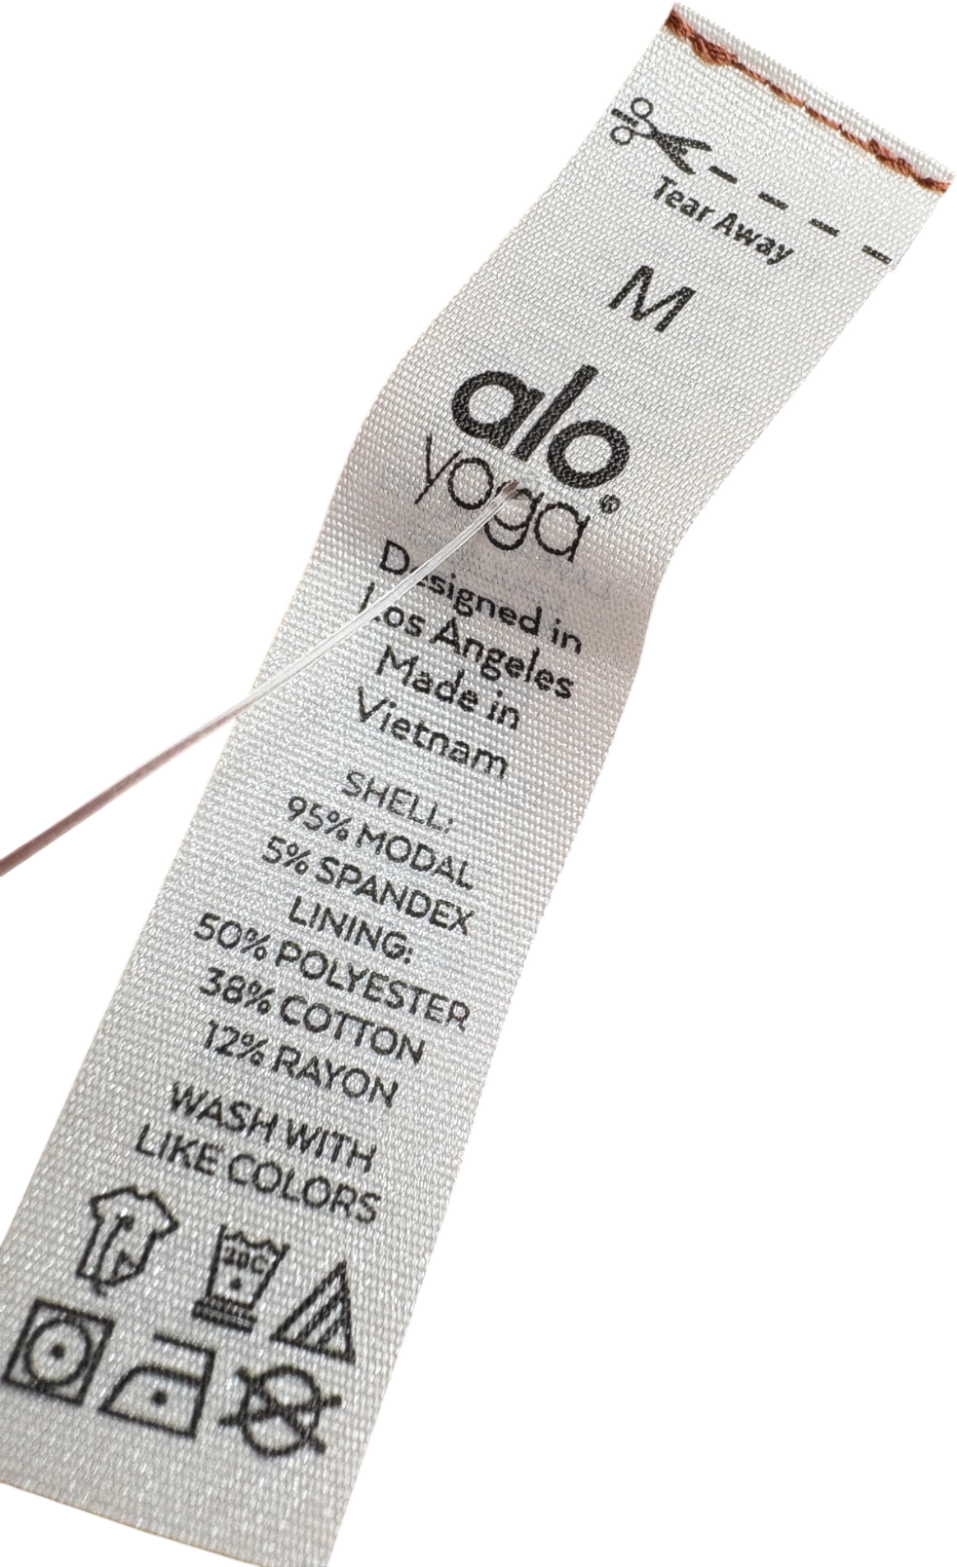 Tear Away
M
alo
yoga®
Designed in
Los Angeles
Made in
Vietnam
SHELL:
95% MODAL
5% SPANDEX
LINING:
50% POLYESTER
38% COTTON
12% RAYON
WASH WITH
LIKE COLORS